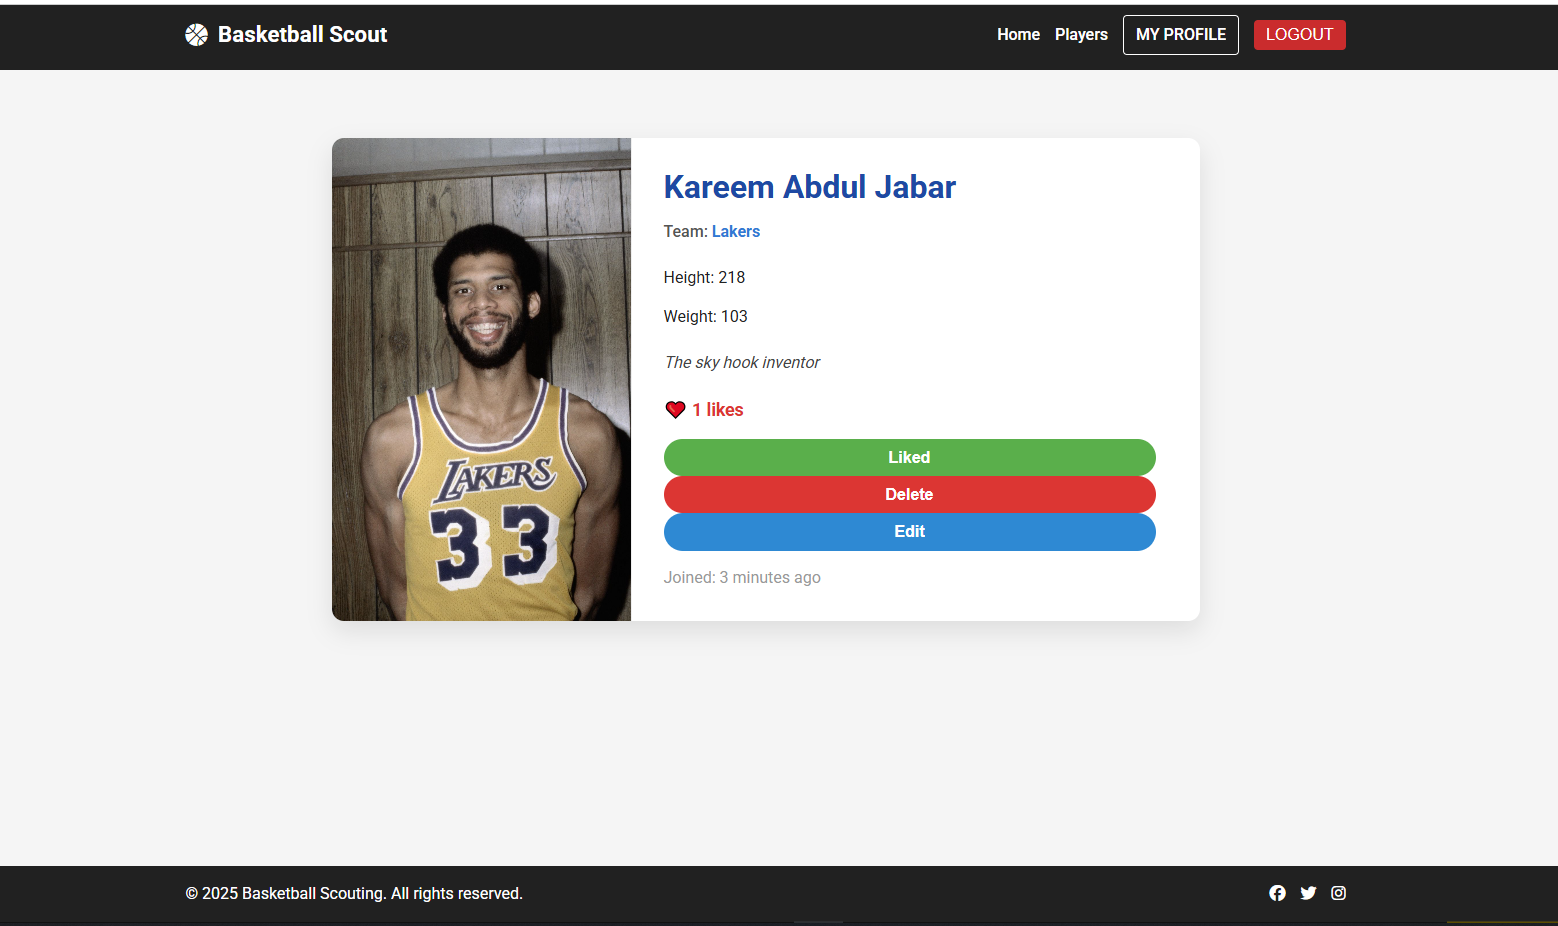 Basketball Scout
Home Players MY PROFILE LOGOUT
Kareem Abdul Jabar
Team: Lakers
Height: 218
Weight: 103
The sky hook inventor
1 likes
Liked
Delete
Edit
Joined: 3 minutes ago
LAKERS
33
© 2025 Basketball Scouting. All rights reserved.